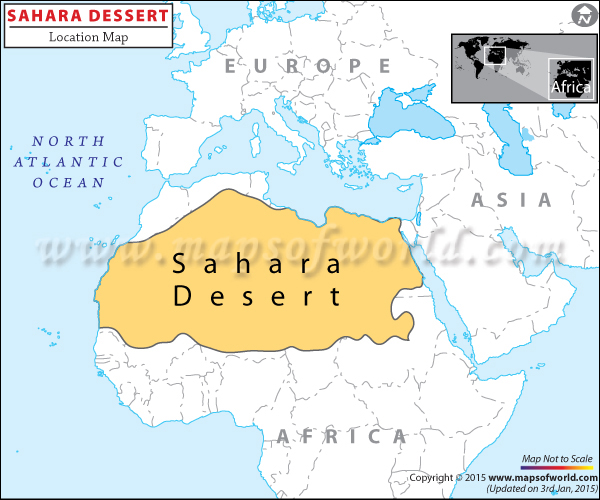 SAHARA DESSERT
Location Map
N
EUROPE
Africa
NORTH
ATLANTIC
OCEAN
ASIA
www.mapsofworld.com
Sahara
Desert
AFRICA
Map Not to Scale
Copyright © 2015 www.mapsofworld.com
(Updated on 3rd Jan, 2015)